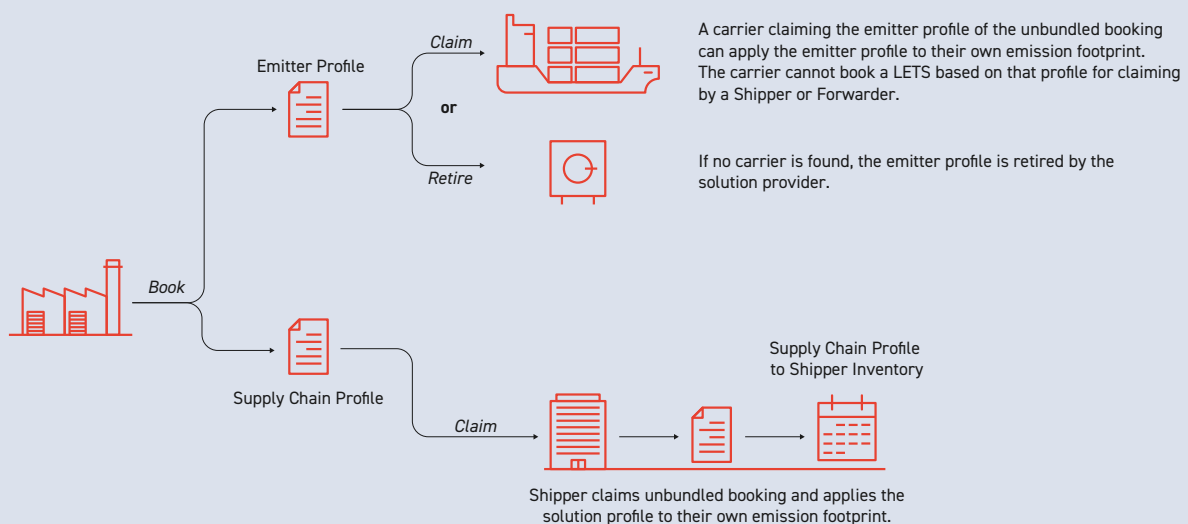 Claim
A carrier claiming the emitter profile of the unbundled booking
can apply the emitter profile to their own emission footprint.
The carrier cannot book a LETS based on that profile for claiming
by a Shipper or Forwarder.
Emitter Profile
or
Retire
If no carrier is found, the emitter profile is retired by the
solution provider.
Book
Supply Chain Profile
Claim
Supply Chain Profile
to Shipper Inventory
Shipper claims unbundled booking and applies the
solution profile to their own emission footprint.